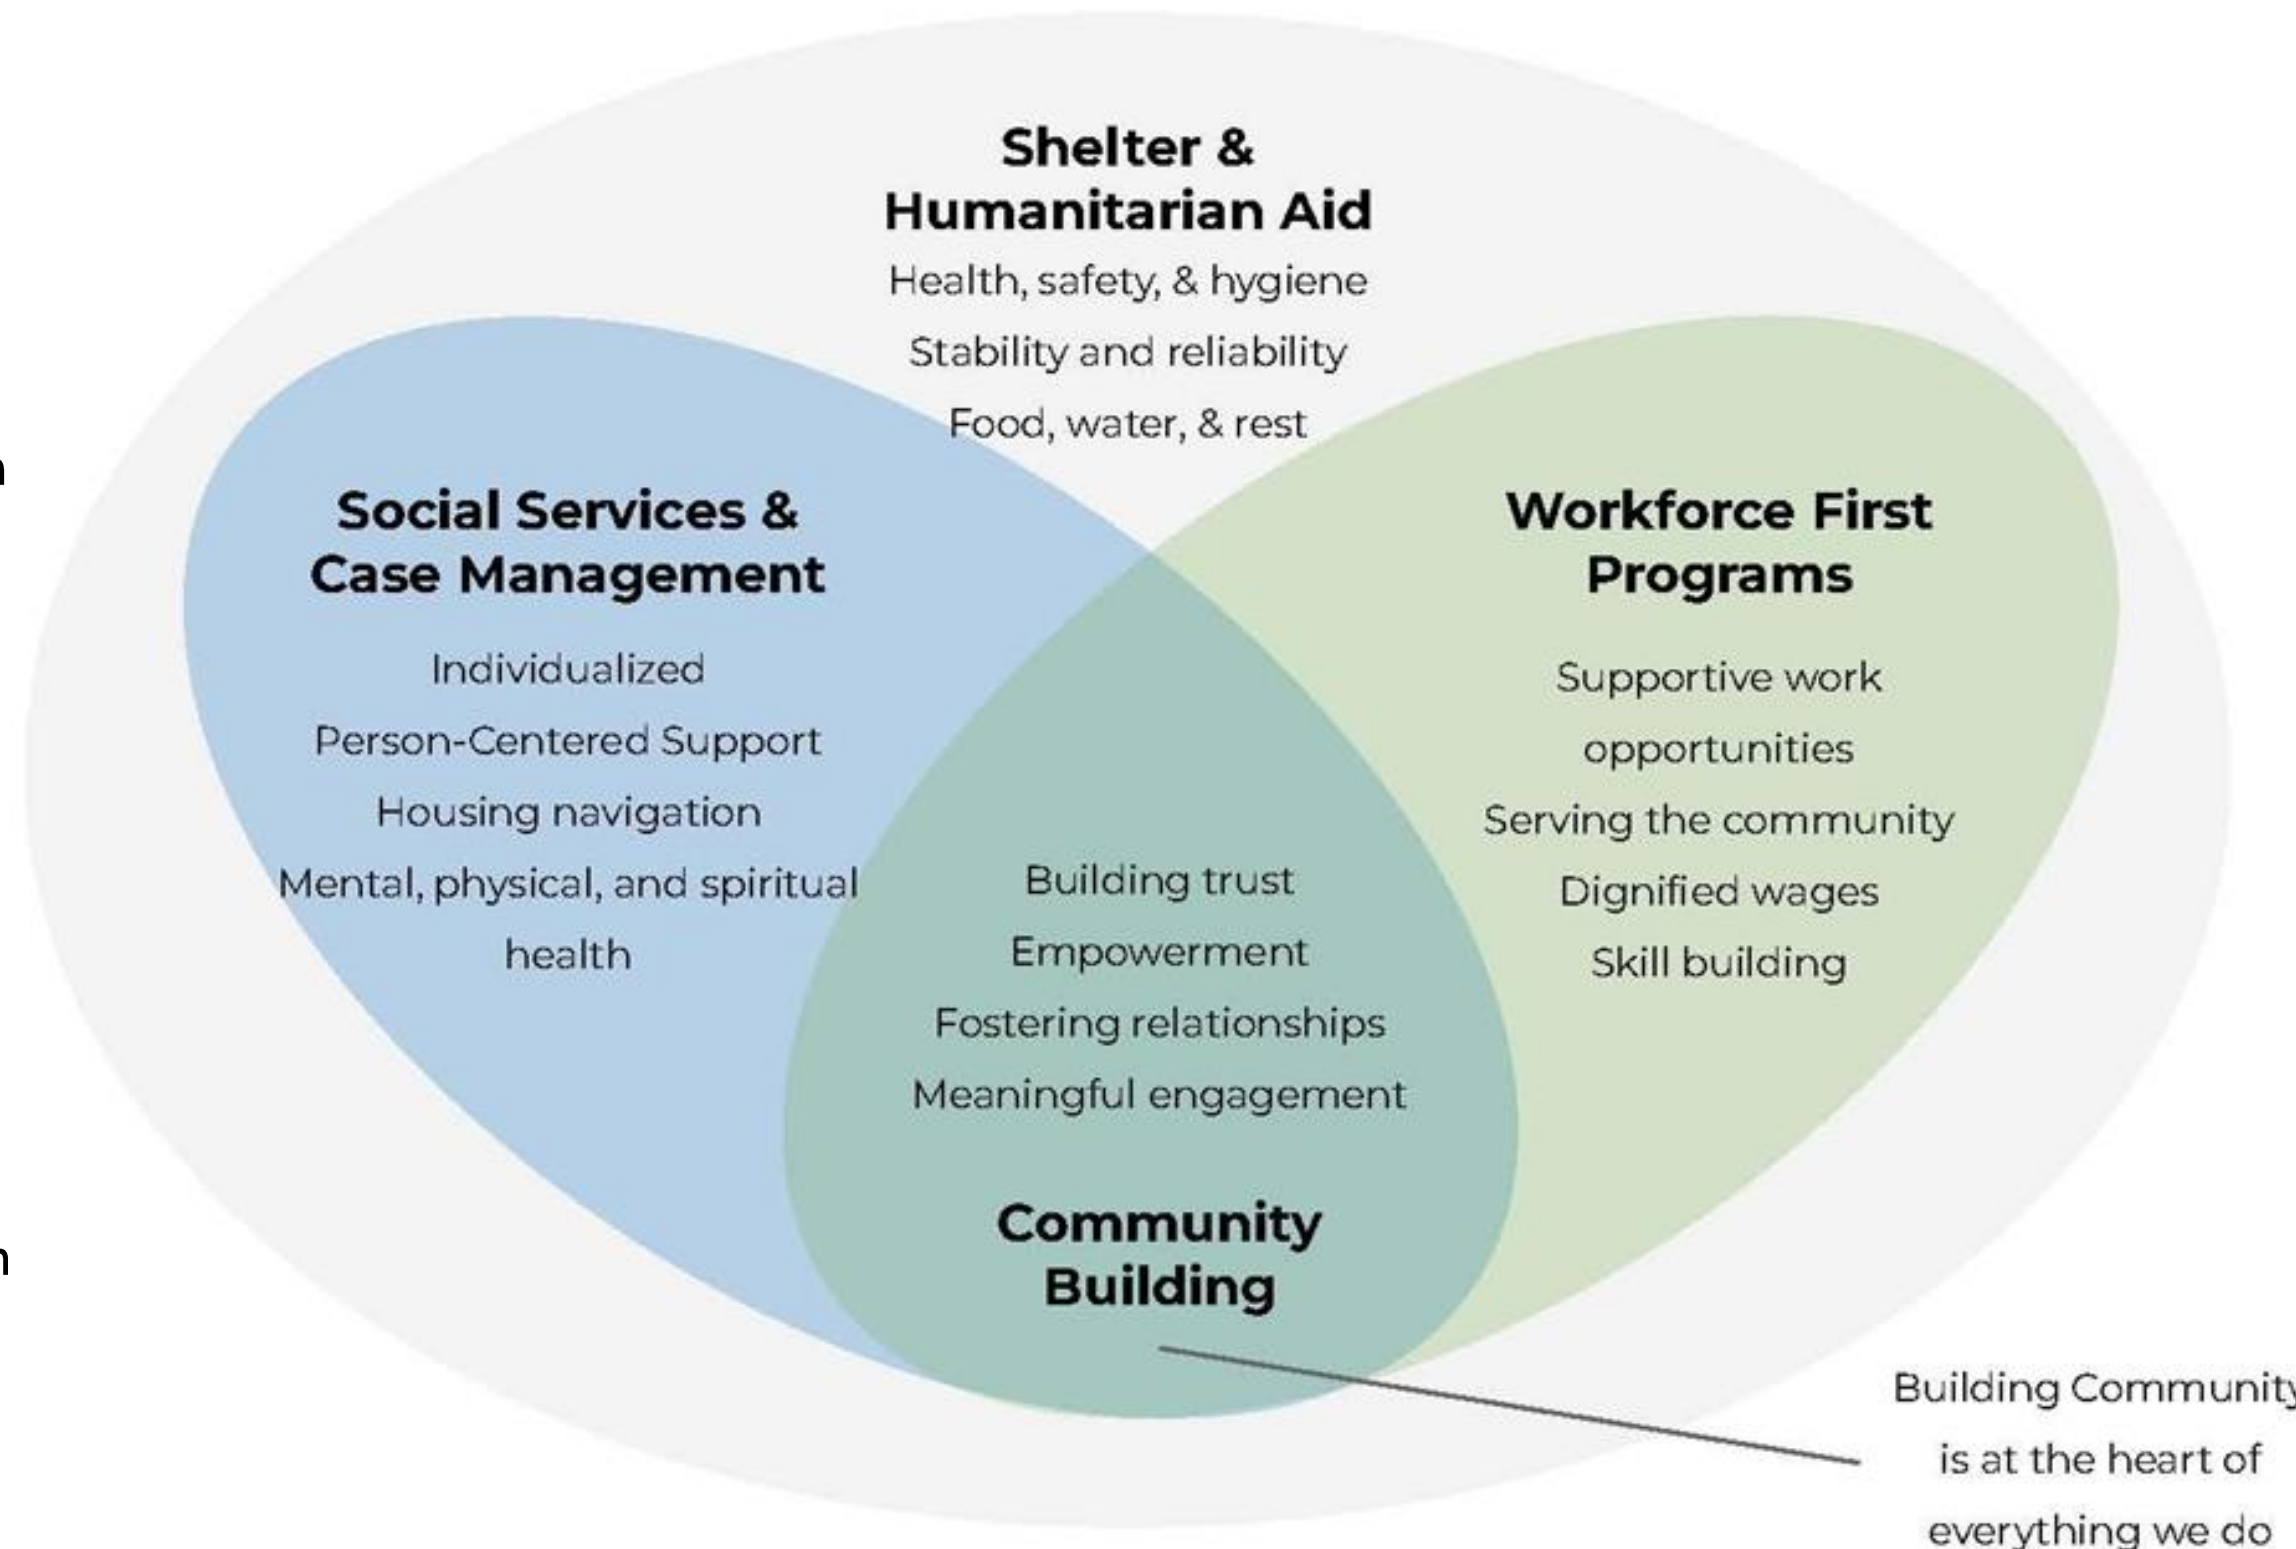 Shelter &
Humanitarian Aid
Health, safety, & hygiene
Stability and reliability
Food, water, & rest
Social Services &
Case Management
Individualized
Person-Centered Support
Housing navigation
Mental, physical, and spiritual
health
Workforce First
Programs
Supportive work
opportunities
Serving the community
Dignified wages
Skill building
Building trust
Empowerment
Fostering relationships
Meaningful engagement
Community
Building
Building Community
is at the heart of
everything we do